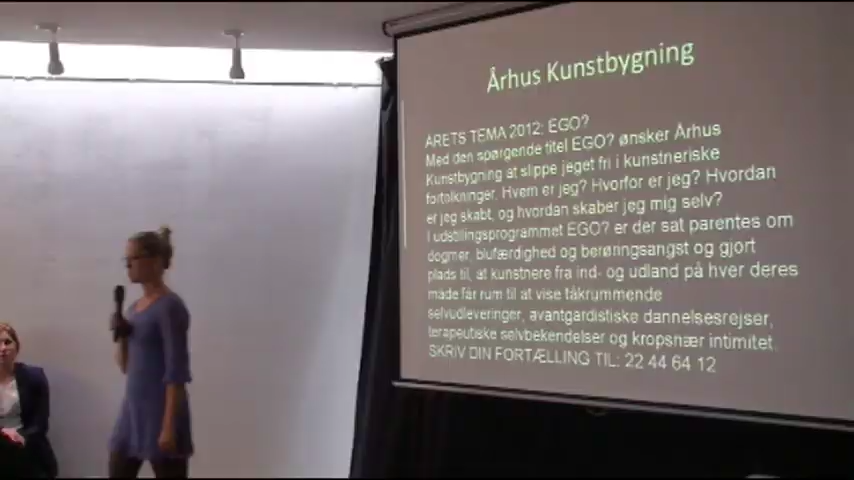 Århus Kunstbygning
ÅRETS TEMA 2012: EGO?
Med den spørgende titel EGO? ønsker Århus
Kunstbygning at slippe jeget fri i kunstneriske
fortolkninger. Hvem er jeg? Hvorfor er jeg? Hvordan
er jeg skabt, og hvordan skaber jeg mig selv?
I udstillingsprogrammet EGO? er der sat parentes om
dogmer, blufærdighed og berøringsangst og gjort
plads til, at kunstnere fra ind- og udland på hver deres
måde får rum til at vise tåkrummende
selvudleveringer, avantgardistiske dannelsesrejser,
terapeutiske selvbekendelser og kropsnær intimitet.
SKRIV DIN FORTÆLLING TIL: 22 44 64 12